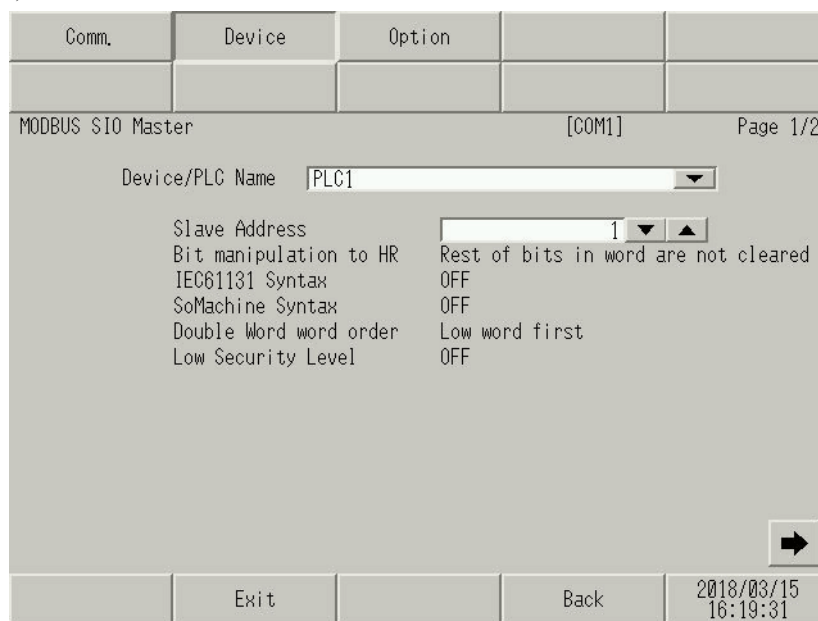 Comm. Device Option
MODBUS SIO Master [COM1] Page 1/2
Device/PLC Name PLC1
Slave Address 1
Bit manipulation to HR Rest of bits in word are not cleared
IEC61131 Syntax OFF
SoMachine Syntax OFF
Double Word word order Low word first
Low Security Level OFF
Exit Back 2018/03/15
16:19:31